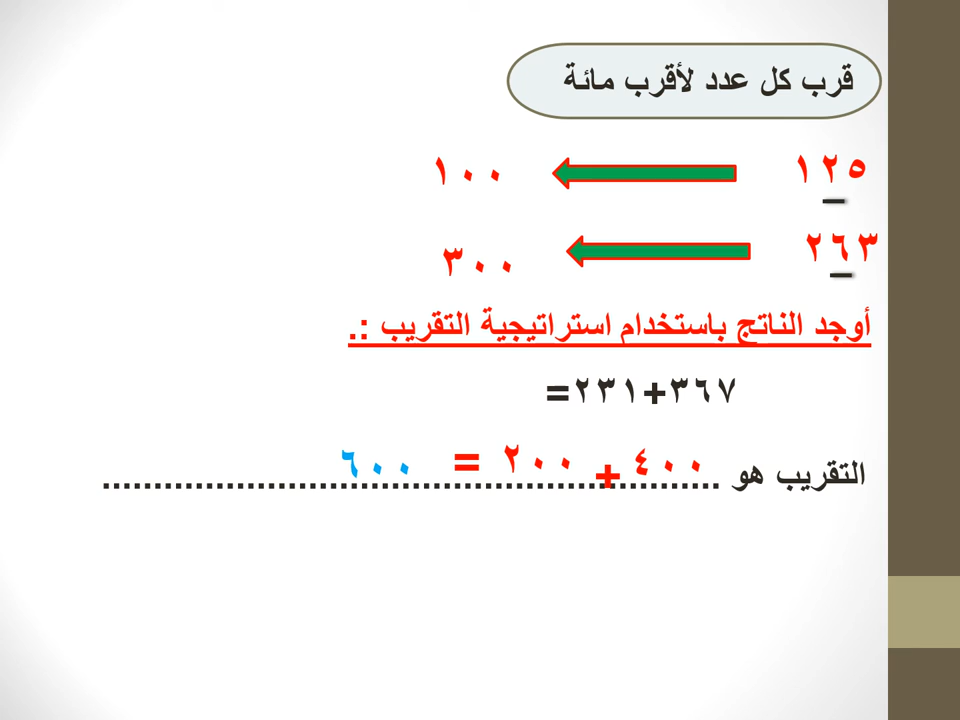 قرب كل عدد لأقرب مائة
١٢٥ ١٠٠
٢٦٣ ٣٠٠
أوجد الناتج باستخدام استراتيجية التقريب :.
٣٦٧+٢٣١=
التقريب هو ............................................................ ٤٠٠ + ٢٠٠ = ٦٠٠